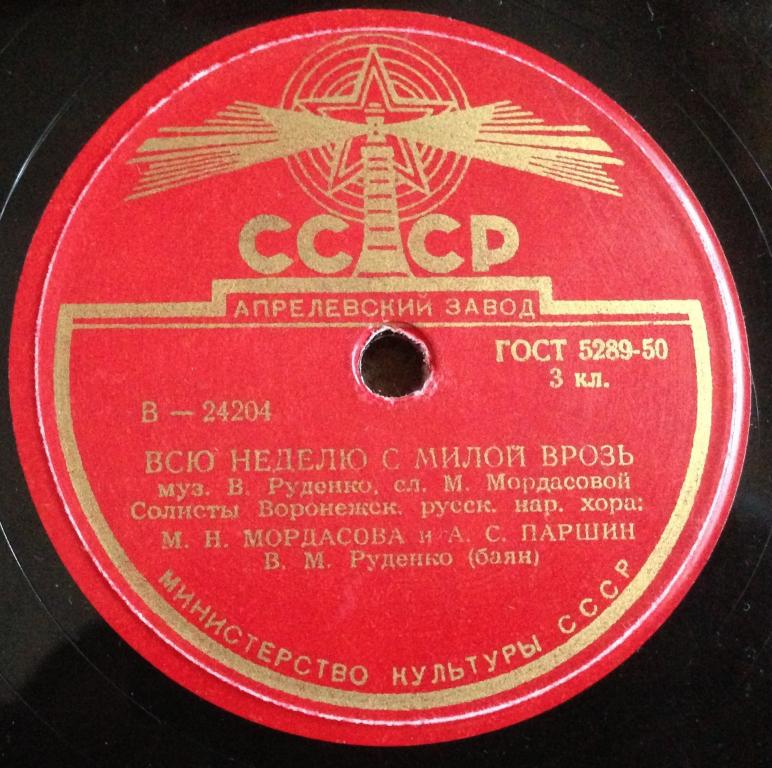 СССР
АПРЕЛЕВСКИЙ ЗАВОД
ГОСТ 5289-50
3 кл.
В — 24204
ВСЮ НЕДЕЛЮ С МИЛОЙ ВРОЗЬ
муз. В. Руденко, сл. М. Мордасовой
Солисты Воронежск. русск. нар. хора:
М. Н. МОРДАСОВА и А. С. ПАРШИН
В. М. Руденко (баян)
МИНИСТЕРСТВО КУЛЬТУРЫ СССР